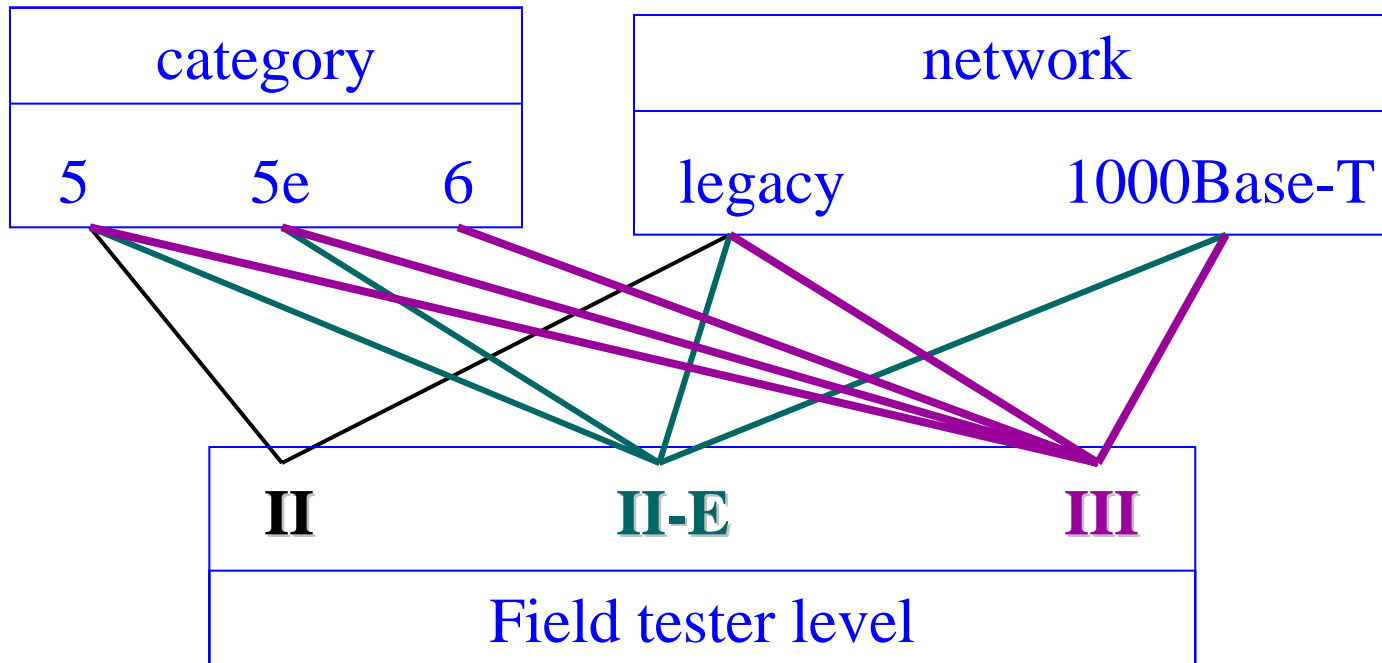 category
network
5 5e 6
legacy 1000Base-T
II II-E III
Field tester level